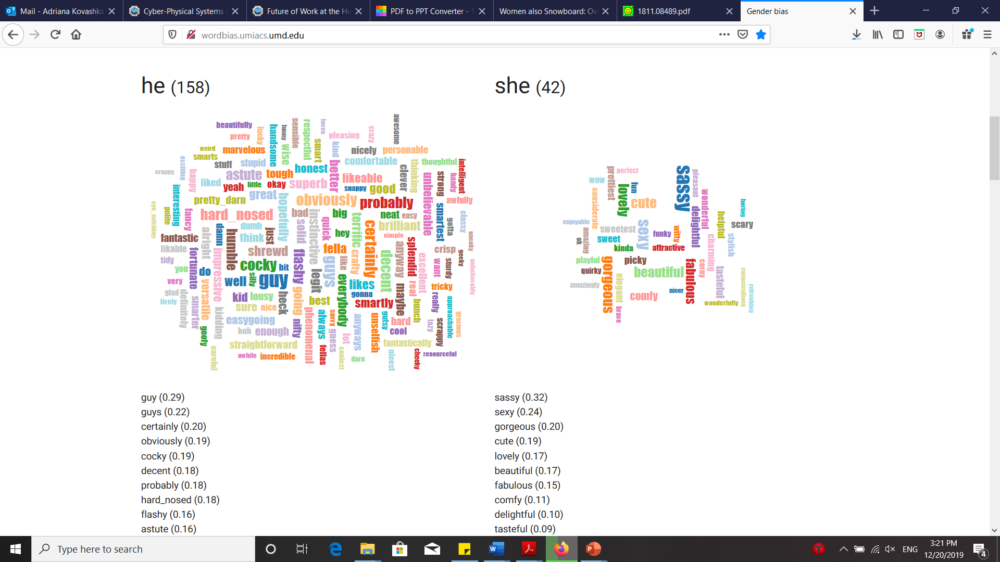 Mail - Adriana Kovashka
Cyber-Physical Systems (
Future of Work at the Hu
PDF to PPT Converter - 1
Women also Snowboard: Ov
1811.08489.pdf
Gender bias
wordbias.umiacs.umd.edu
he (158)
she (42)
beautifully
pretty
lucky
handsome
funny
wise
sensible
respectful
loves
smart
pleasing
kind
crazy
awesome
nicely
personable
weird
smarts
marvelous
stuff
stupid
comfortable
thoughtful
intelligent
crappy
exciting
happy
astute
tough
honest
better
likeable
clever
thinking
unbelievable
strong
handy
liked
yeah
little
okay
superb
snappy
good
interesting
pretty_darn
great
hopefully
obviously
probably
awfully
eye_catching
polite
fancy
hard_nosed
bad
instinctive
big
neat
easy
smartest
classy
gotta
sneaky
alright
damn
dumb
just
solid
quick
hey
terrific
certainly
brilliant
simple
fantastic
humble
think
likable
fortunate
impressive
shrewd
flashy
fella
crafty
decent
anyway
splendid
crisp
geeky
tidy
you
do
cocky
bit
guys
like
excellent
want
sturdy
unbelievably
very
versatile
well
silly
guy
legit
everybody
likes
maybe
real
tricky
glad
lively
definitely
smarter
kid
lousy
heck
going
gonna
best
smartly
hunch
really
approachable
kidding
sure
nice
easygoing
nifty
phenomenal
always
savvy
anyways
unselfish
gutsy
hard
cool
lazy
scrappy
gracious
goofy
huh
enough
guess
lot
careful
straightforward
fantastically
awhile
incredible
fellas
coolest
darn
nicest
cheeky
resourceful
wow
prettiest
perfect
fun
lovely
cute
sassy
pleasant
wonderful
delightful
considerate
helpful
boring
scary
enjoyable
amazing
ok
sweetest
sexy
funky
witty
sweet
kinda
attractive
charming
stylish
playful
gorgeous
picky
quirky
beautiful
fabulous
corny
tasteful
conscientious
refreshing
amazingly
elegant
nicer
comfy
wonderfully
brave
guy (0.29)
guys (0.22)
certainly (0.20)
obviously (0.19)
cocky (0.19)
decent (0.18)
probably (0.18)
hard_nosed (0.18)
flashy (0.16)
astute (0.16)
sassy (0.32)
sexy (0.24)
gorgeous (0.20)
cute (0.19)
lovely (0.17)
beautiful (0.17)
fabulous (0.15)
comfy (0.11)
delightful (0.10)
tasteful (0.09)
Type here to search
ENG
3:21 PM
12/20/2019
4